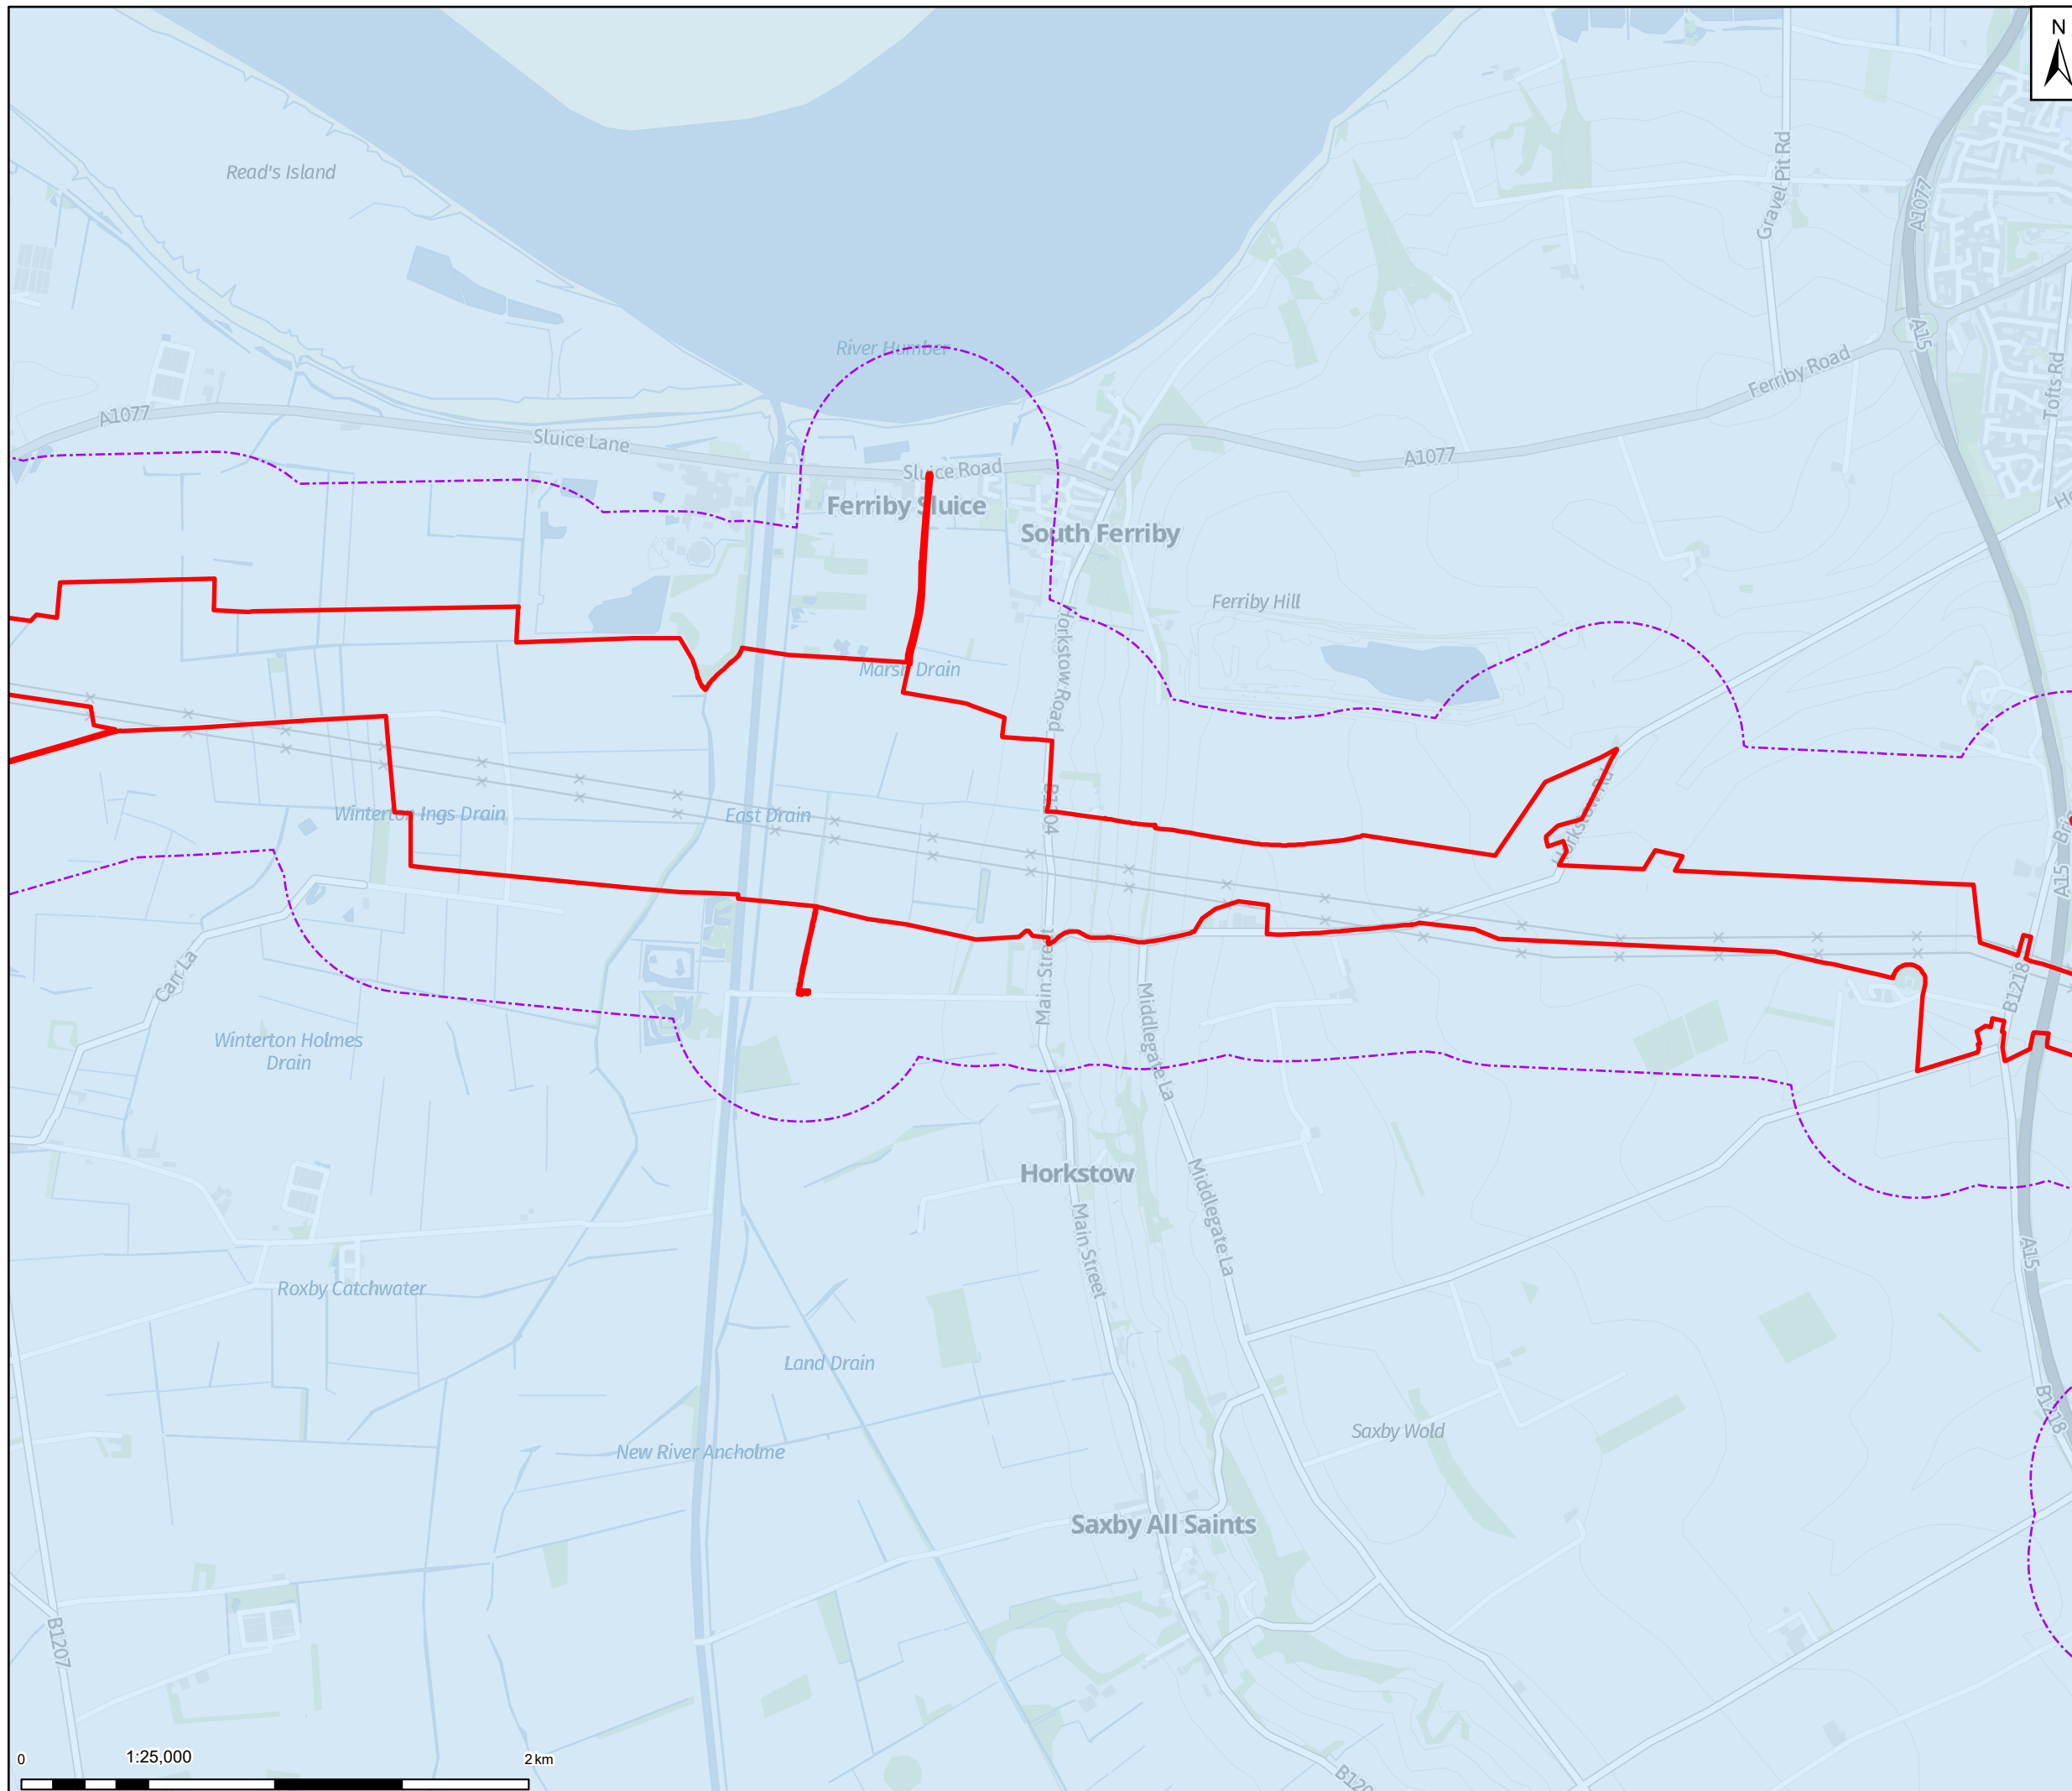 N
Read's Island
Gravel Pit Rd
A1077
A15
River Humber
Ferriby Road
Tofts Rd
A1077
Sluice Lane
Sluice Road
A1077
Ferriby Sluice
South Ferriby
Ferriby Hill
Horkstow Road
Marsh Drain
Winterton Ings Drain
East Drain
B1204
Horkstow Rd
A15
Carr La
Main Street
Middlegate La
B1218
Winterton Holmes
Drain
Horkstow
Middlegate La
Main Street
A15
Roxby Catchwater
Land Drain
New River Ancholme
Saxby Wold
B1218
Saxby All Saints
B1207
0
1:25,000
2 km